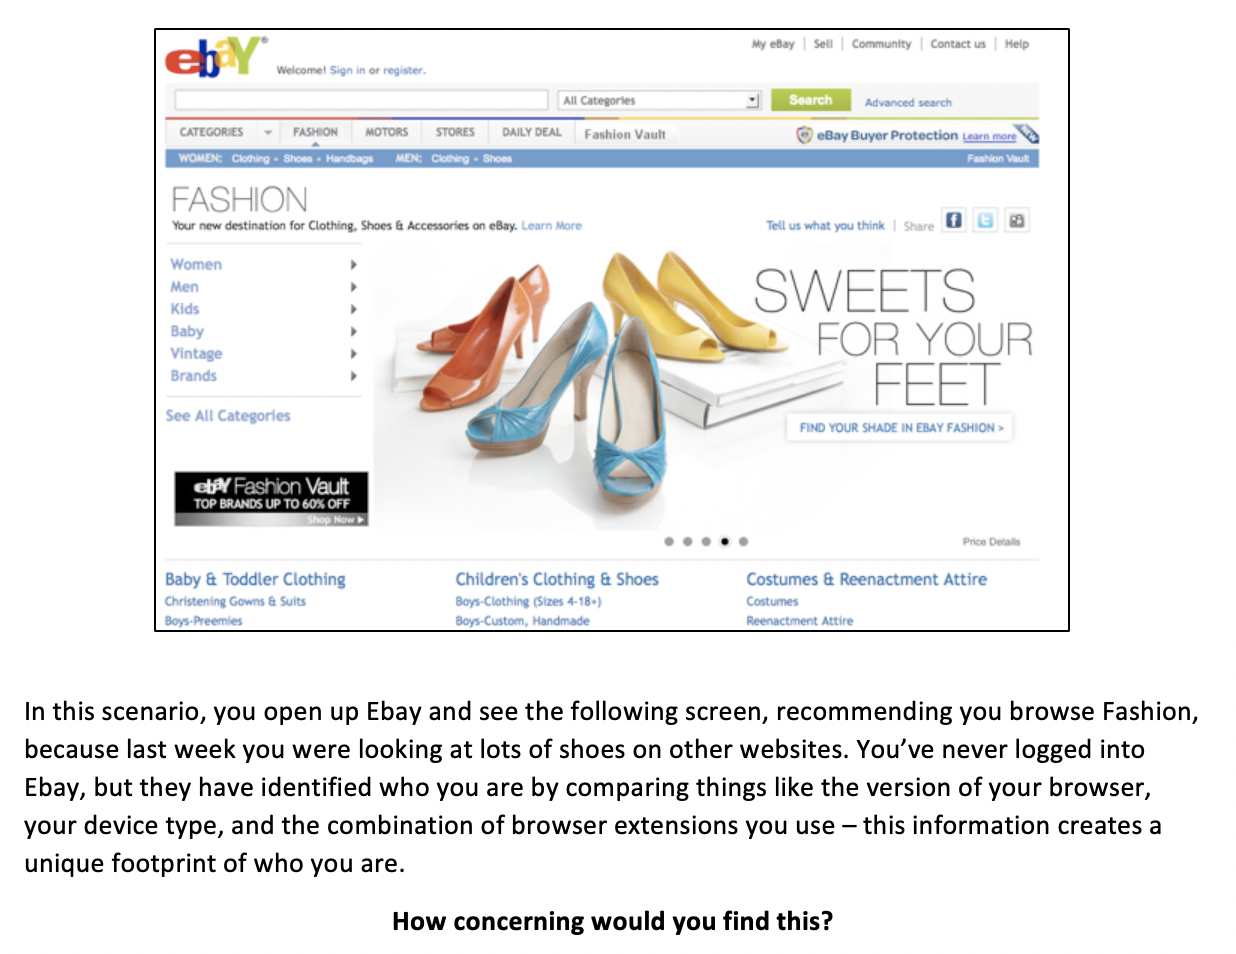 ebaY®
My eBay | Sell | Community | Contact us | Help
Welcome! Sign in or register.
All Categories
Search
Advanced search
CATEGORIES
FASHION
MOTORS
STORES
DAILY DEAL
Fashion Vault
eBay Buyer Protection Learn more
WOMEN: Clothing • Shoes • Handbags MEN: Clothing • Shoes
Fashion Vault
FASHION
Your new destination for Clothing, Shoes & Accessories on eBay. Learn More
Tell us what you think | Share
Women
Men
Kids
Baby
Vintage
Brands
See All Categories
SWEETS
FOR YOUR
FEET
FIND YOUR SHADE IN EBAY FASHION >
ebaY Fashion Vault
TOP BRANDS UP TO 60% OFF
Shop Now
Price Details
Baby & Toddler Clothing
Christening Gowns & Suits
Boys-Preemies
Children's Clothing & Shoes
Boys-Clothing (Sizes 4-18+)
Boys-Custom, Handmade
Costumes & Reenactment Attire
Costumes
Reenactment Attire
In this scenario, you open up Ebay and see the following screen, recommending you browse Fashion,
because last week you were looking at lots of shoes on other websites. You’ve never logged into
Ebay, but they have identified who you are by comparing things like the version of your browser,
your device type, and the combination of browser extensions you use – this information creates a
unique footprint of who you are.
How concerning would you find this?